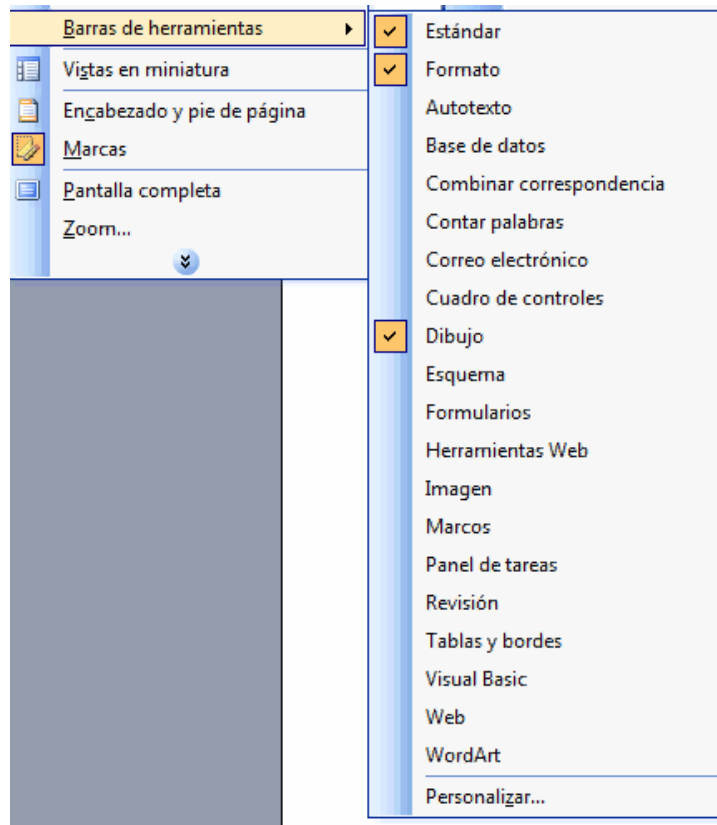 Barras de herramientas
Vistas en miniatura
Encabezado y pie de página
Marcas
Pantalla completa
Zoom...
Estándar
Formato
Autotexto
Base de datos
Combinar correspondencia
Contar palabras
Correo electrónico
Cuadro de controles
Dibujo
Esquema
Formularios
Herramientas Web
Imagen
Marcos
Panel de tareas
Revisión
Tablas y bordes
Visual Basic
Web
WordArt
Personalizar...